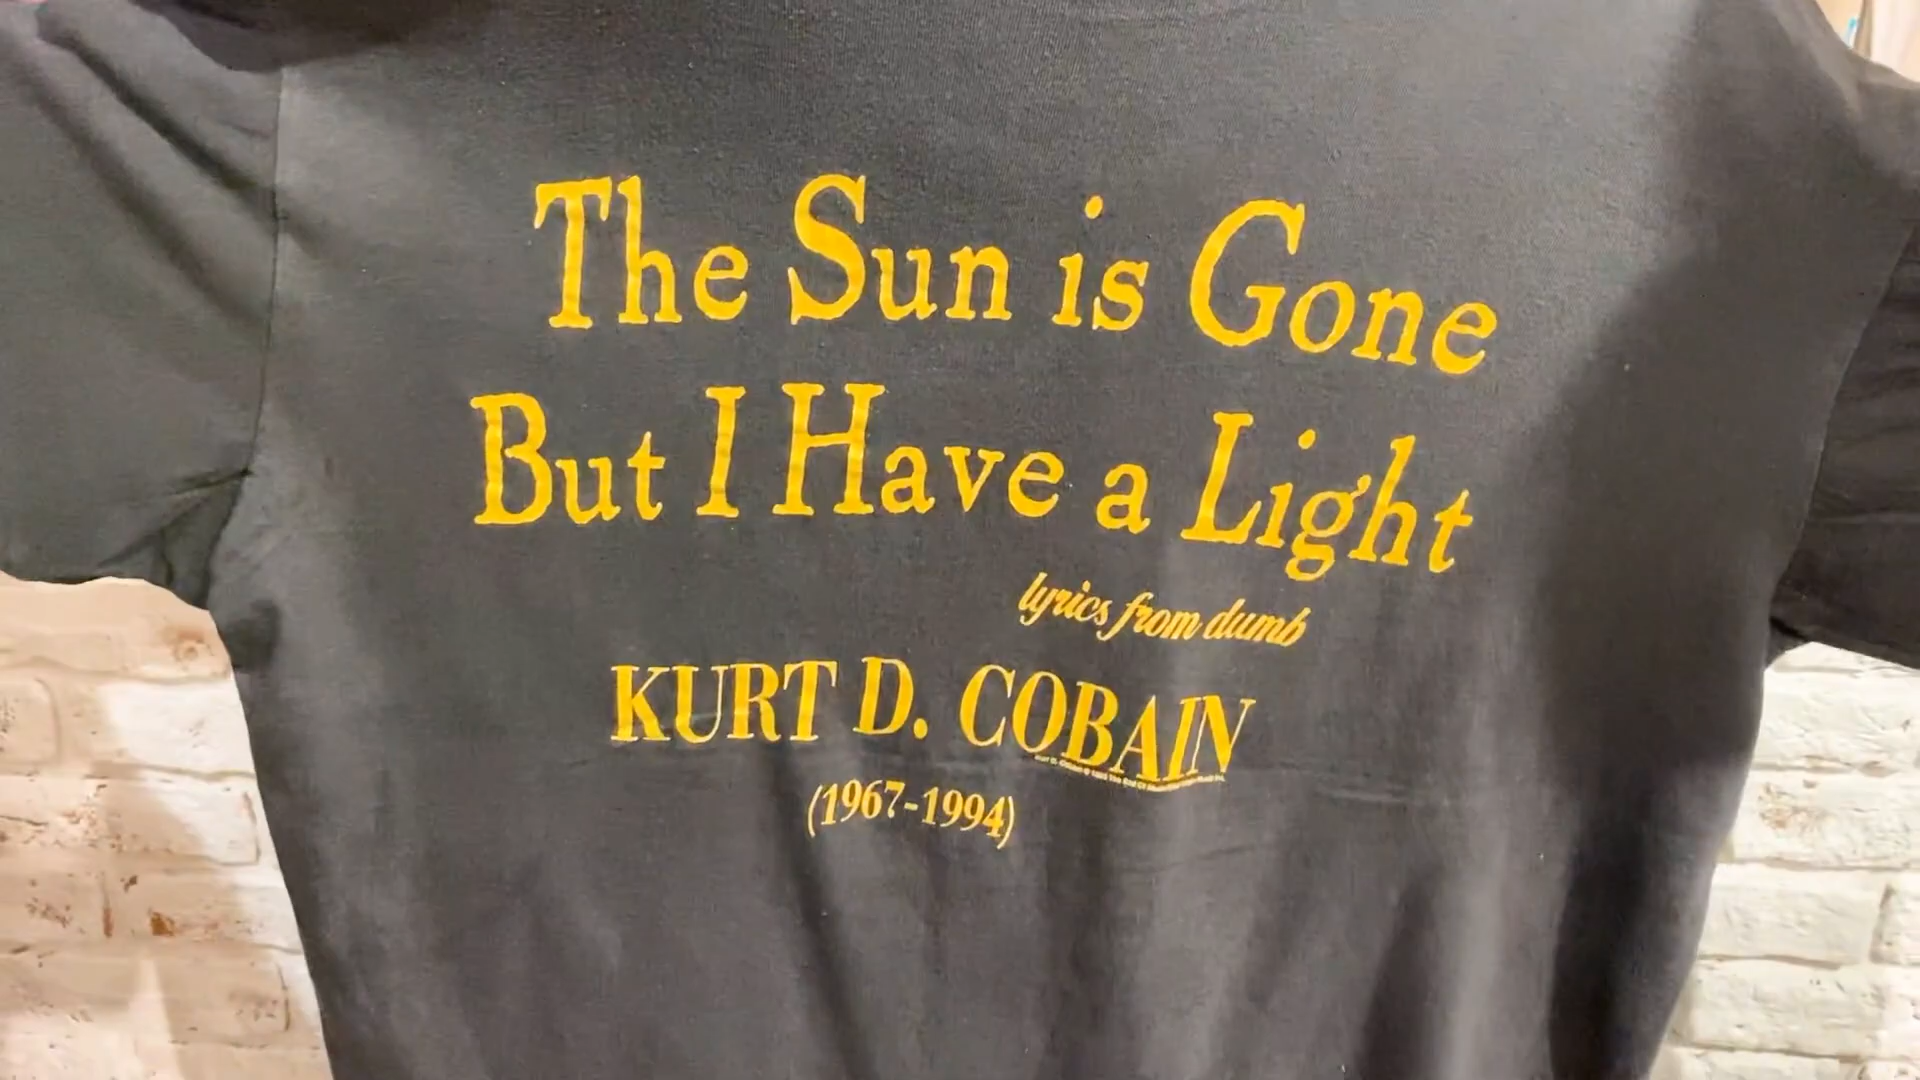 The Sun is Gone
But I Have a Light
lyrics from dumb
KURT D. COBAIN
(1967-1994)